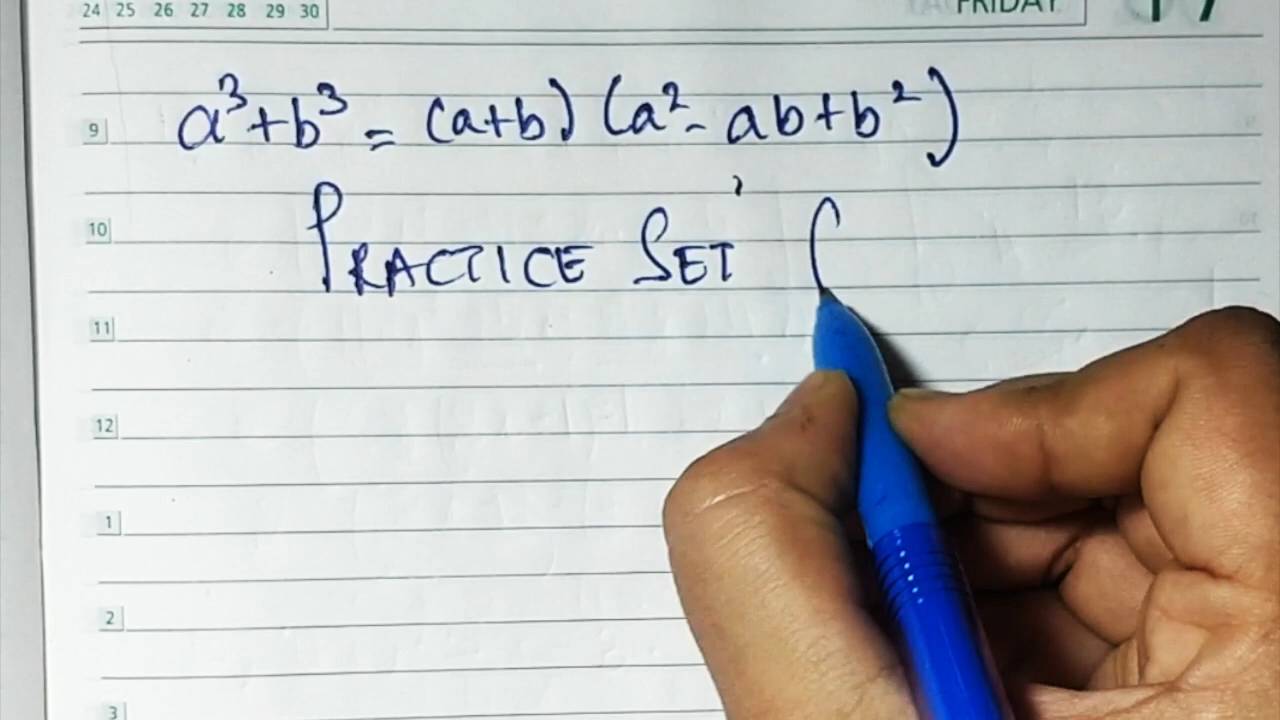 24 25 26 27 28 29 30
FRIDAY 17
a³+b³ = (a+b) (a²- ab+b²)
9
PRACTICE SET (
10
11
12
1
2
3